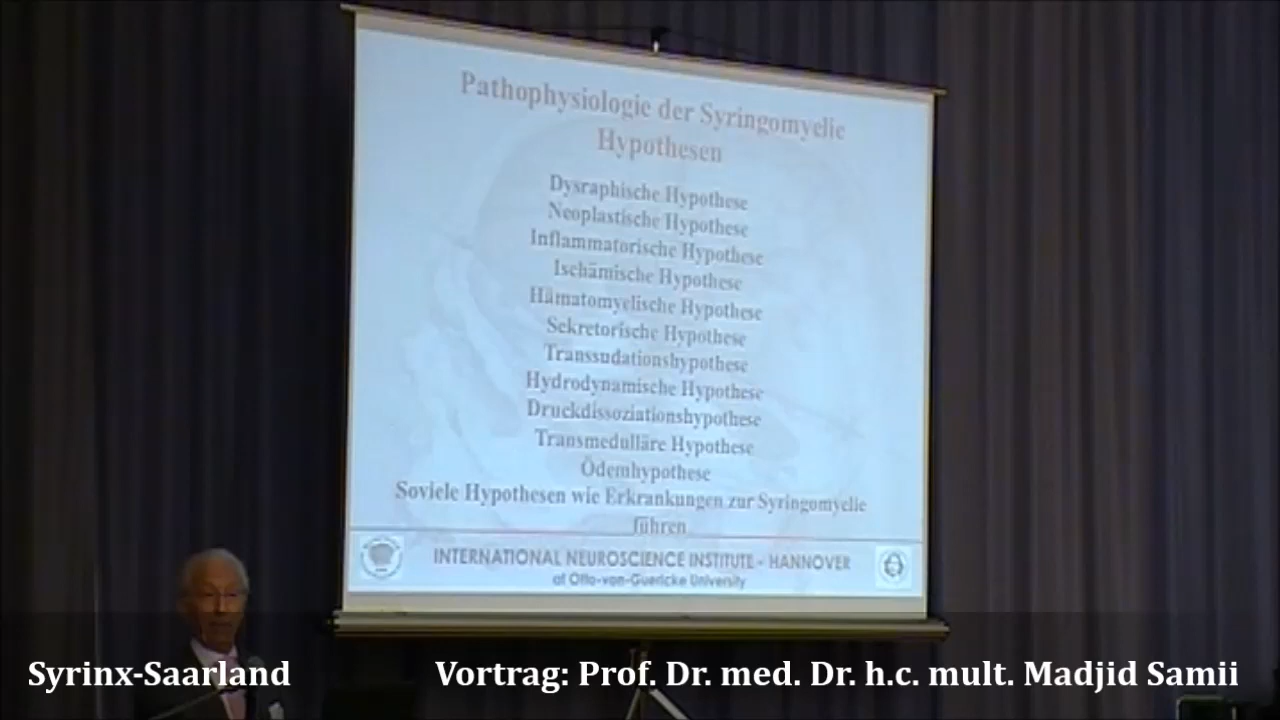 Pathophysiologie der Syringomyelie
Hypothesen
Dysraphische Hypothese
Neoplastische Hypothese
Inflammatorische Hypothese
Ischämische Hypothese
Hämatomyelische Hypothese
Sekretorische Hypothese
Transsudationshypothese
Hydrodynamische Hypothese
Druckdissoziationshypothese
Transmedulläre Hypothese
Ödemhypothese
Soviele Hypothesen wie Erkrankungen zur Syringomyelie
führen
INTERNATIONAL NEUROSCIENCE INSTITUTE - HANNOVER
at Otto-von-Guericke University
Syrinx-Saarland
Vortrag: Prof. Dr. med. Dr. h.c. mult. Madjid Samii